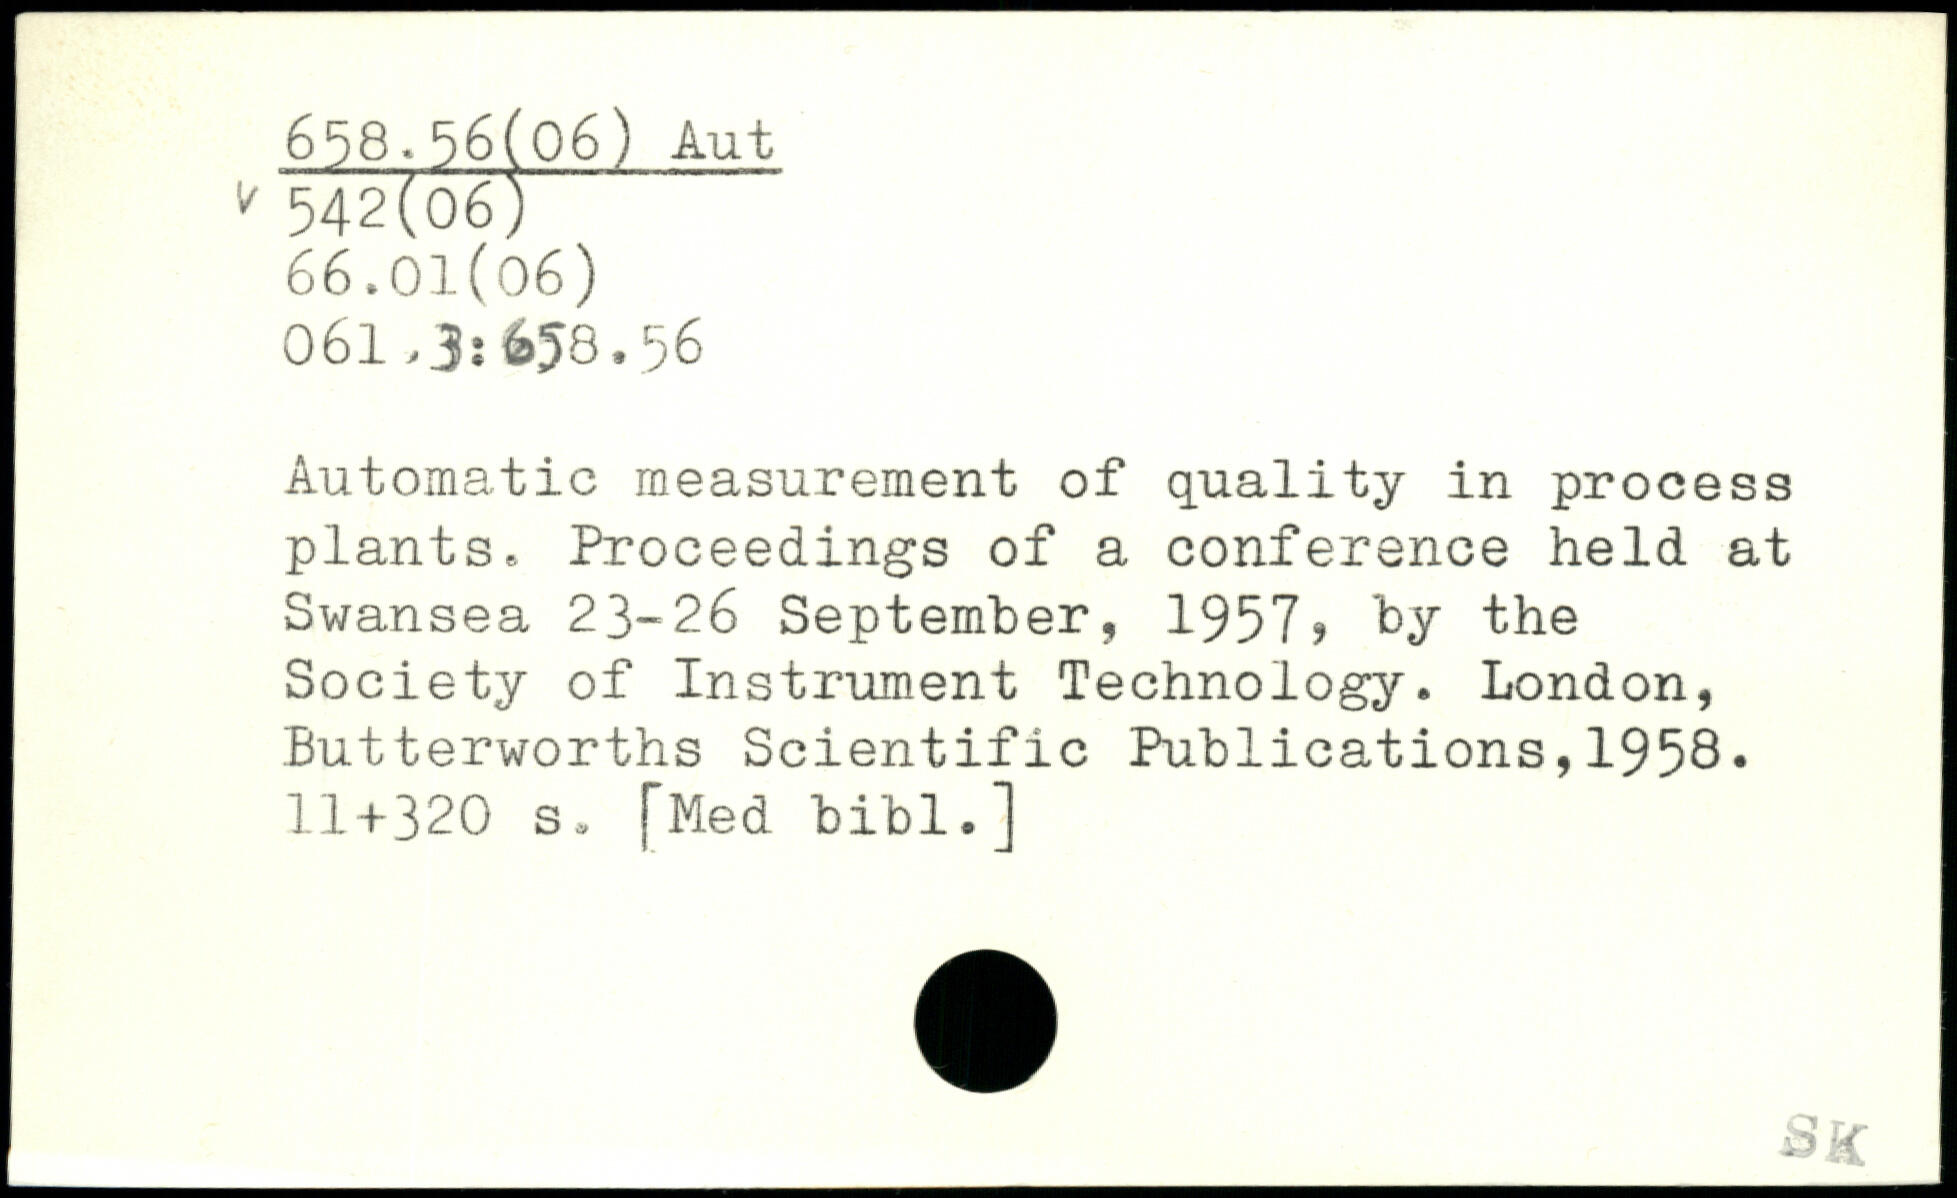 658.56(06) Aut
v 542(06)
66.01(06)
061.3:658.56
Automatic measurement of quality in process
plants. Proceedings of a conference held at
Swansea 23-26 September, 1957, by the
Society of Instrument Technology. London,
Butterworths Scientific Publications,1958.
11+320 s. [Med bibl.]
SK